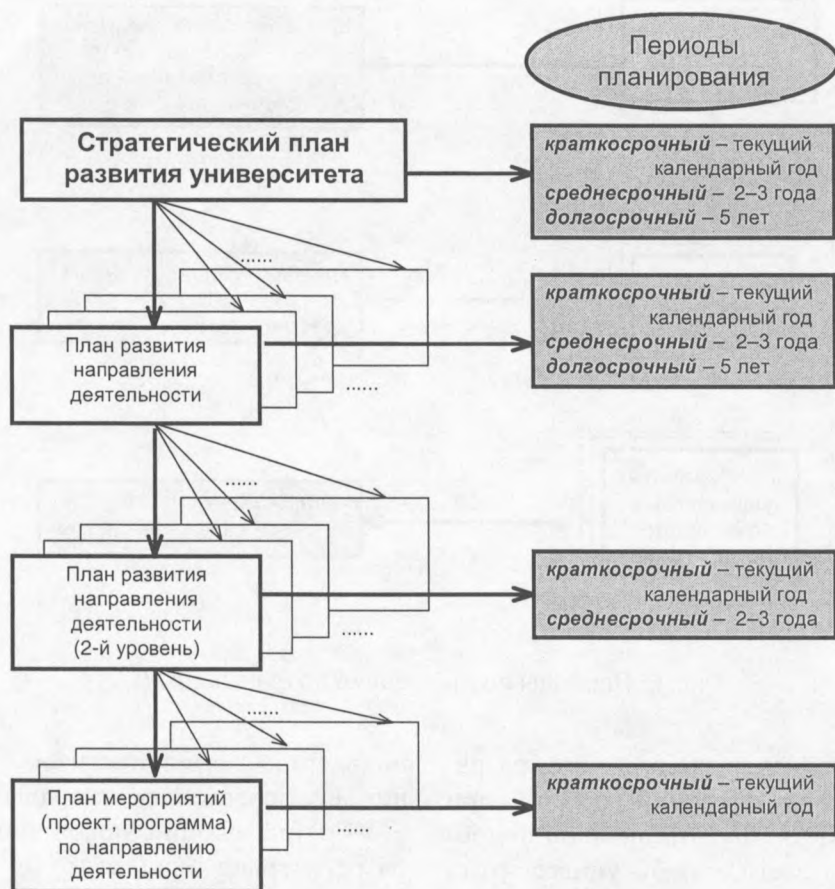 Периоды
планирования
Стратегический план
развития университета
краткосрочный – текущий
календарный год
среднесрочный – 2–3 года
долгосрочный – 5 лет
......
План развития
направления
деятельности
......
краткосрочный – текущий
календарный год
среднесрочный – 2–3 года
долгосрочный – 5 лет
......
План развития
направления
деятельности
(2-й уровень)
......
краткосрочный – текущий
календарный год
среднесрочный – 2–3 года
......
План мероприятий
(проект, программа)
по направлению
деятельности
краткосрочный – текущий
календарный год